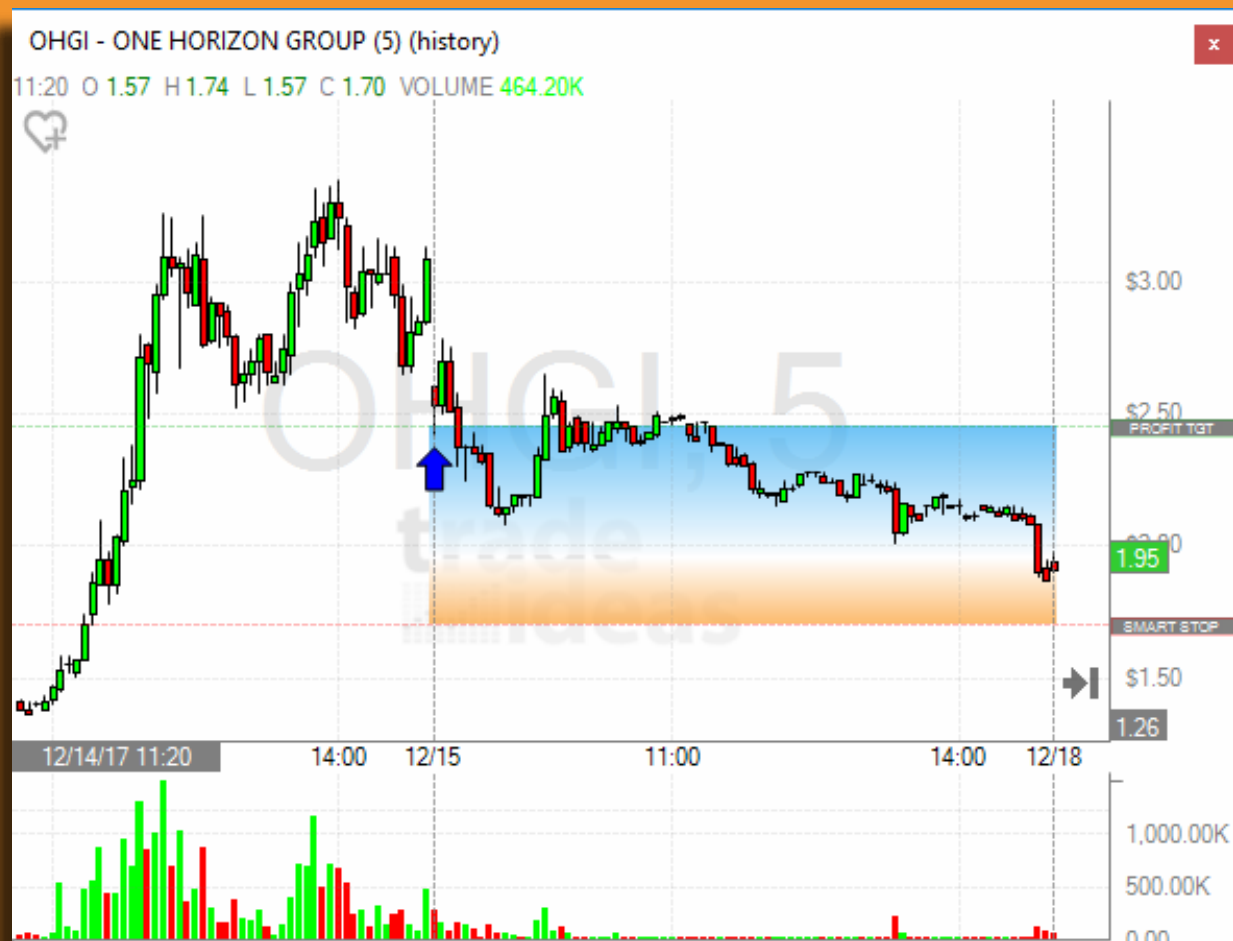 OHGI - ONE HORIZON GROUP (5) (history)
x
11:20 O 1.57 H 1.74 L 1.57 C 1.70 VOLUME 464.20K
OHGI, 5
trade
ideas
$3.00
$2.50
PROFIT TGT
1.95
SMART STOP
$1.50
1.26
12/14/17 11:20 14:00 12/15 11:00 14:00 12/18
1,000.00K
500.00K
0.00